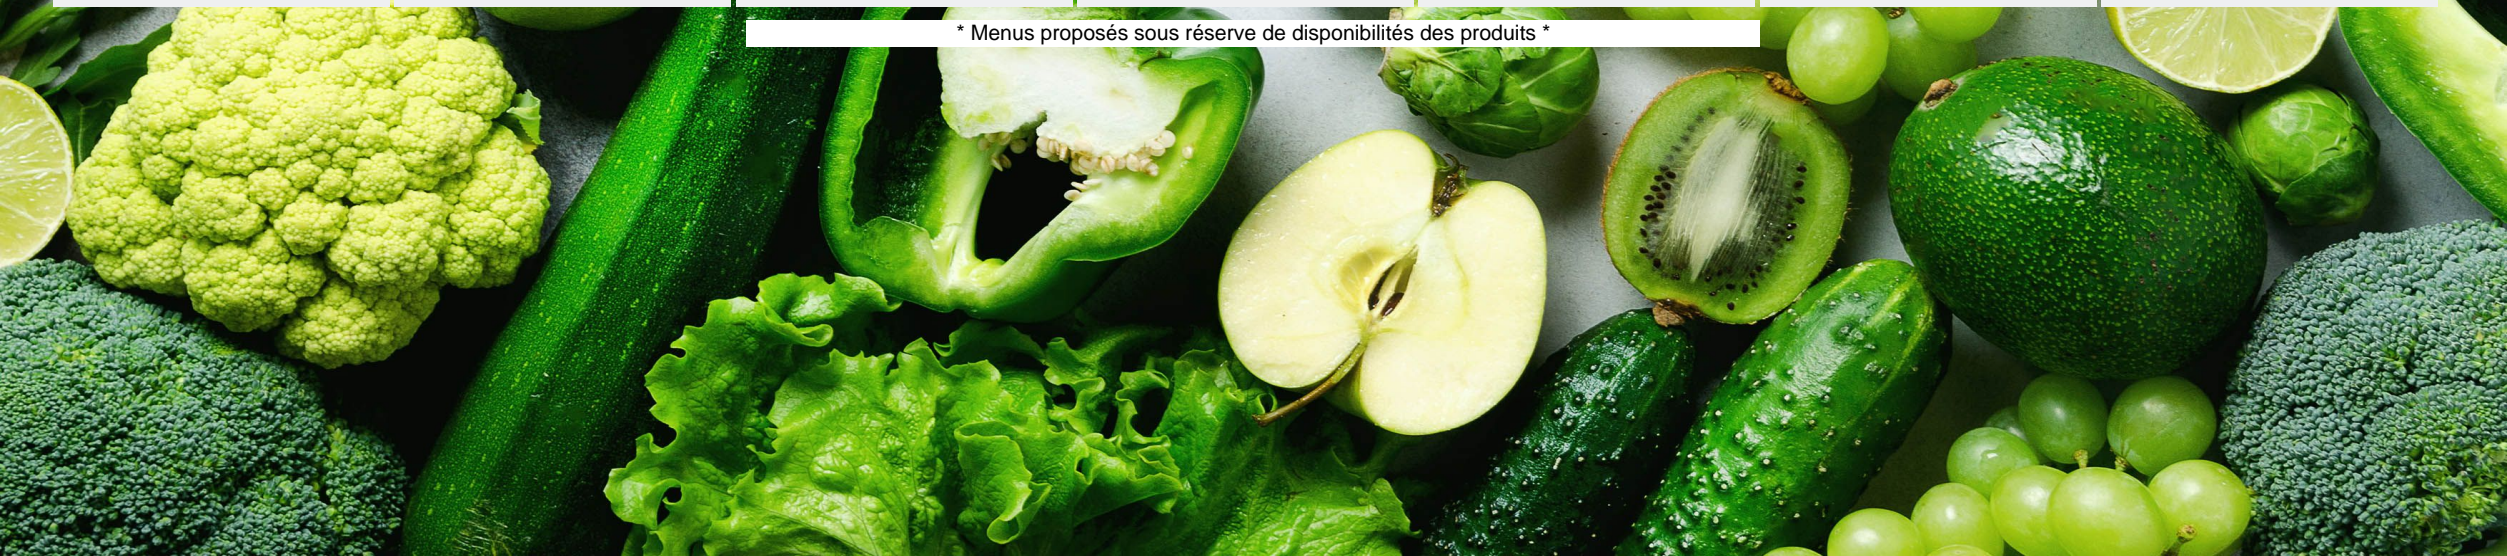 * Menus proposés sous réserve de disponibilités des produits *